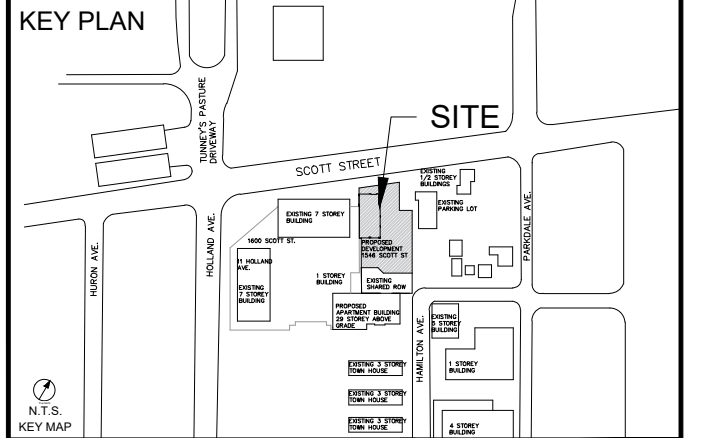 KEY PLAN
TUNNEY'S PASTURE
DRIVEWAY
SITE
SCOTT STREET
EXISTING
1/2 STOREY
BUILDINGS
EXISTING
PARKING LOT
EXISTING 7 STOREY
BUILDING
1600 SCOTT ST.
PROPOSED
DEVELOPMENT
1546 SCOTT ST
HURON AVE.
HOLLAND AVE.
PARKDALE AVE.
11 HOLLAND
AVE.
EXISTING
7 STOREY
BUILDING
1 STOREY
BUILDING
EXISTING
SHARED ROW
PROPOSED
APARTMENT BUILDING
29 STOREY ABOVE
GRADE
HAMILTON AVE.
EXISTING
5 STOREY
BUILDING
EXISTING 3 STOREY
TOWN HOUSE
1 STOREY
BUILDING
EXISTING 3 STOREY
TOWN HOUSE
EXISTING 3 STOREY
TOWN HOUSE
4 STOREY
BUILDING
N.T.S.
KEY MAP